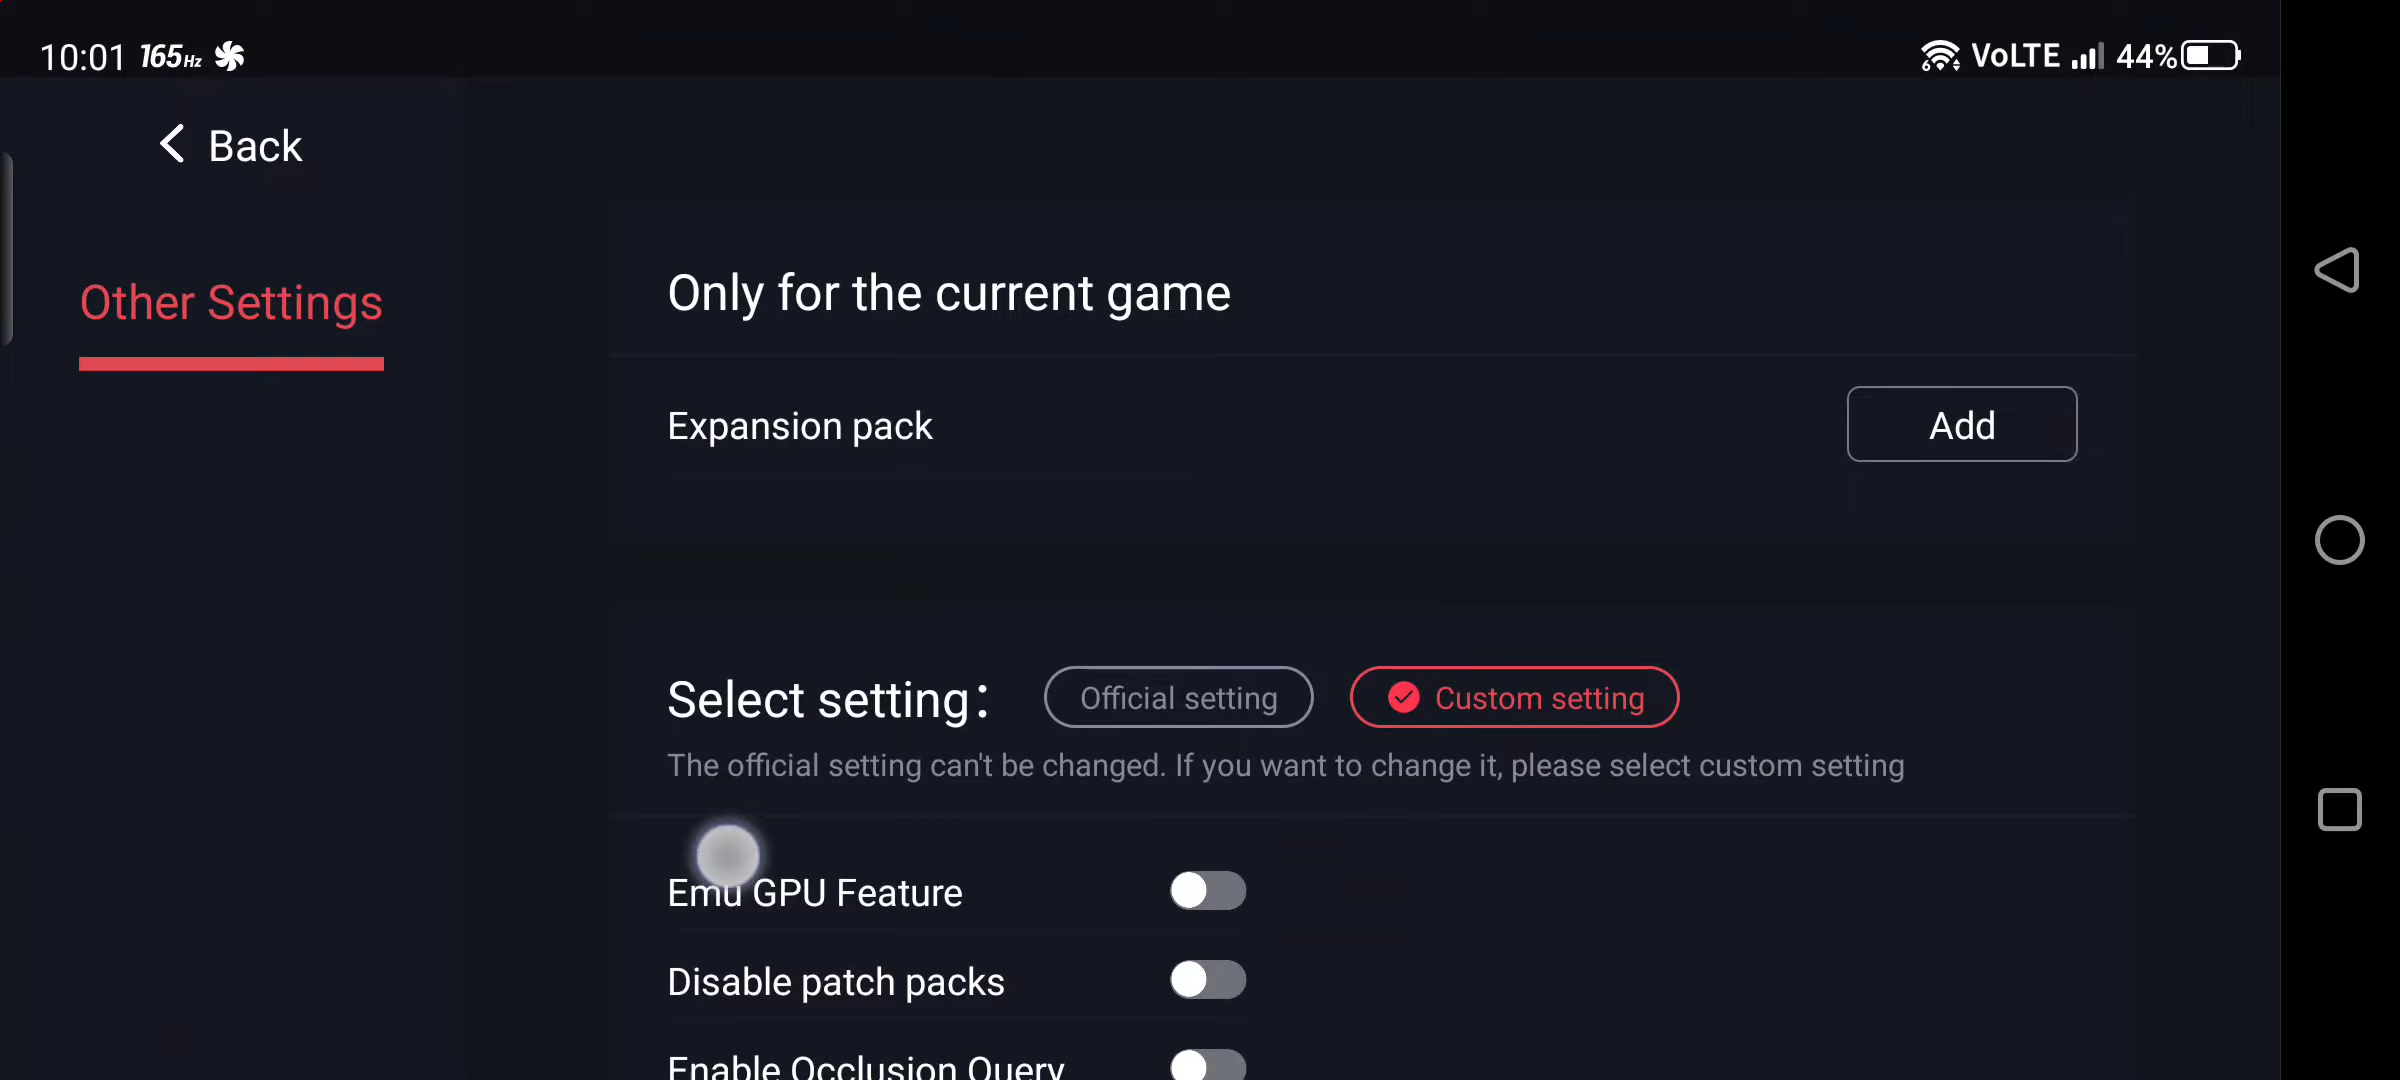 10:01 165Hz
VoLTE 44%
Back
Other Settings
Only for the current game
Expansion pack
Add
Select setting:
Official setting
Custom setting
The official setting can't be changed. If you want to change it, please select custom setting
Emu GPU Feature
Disable patch packs
Enable Occlusion Query